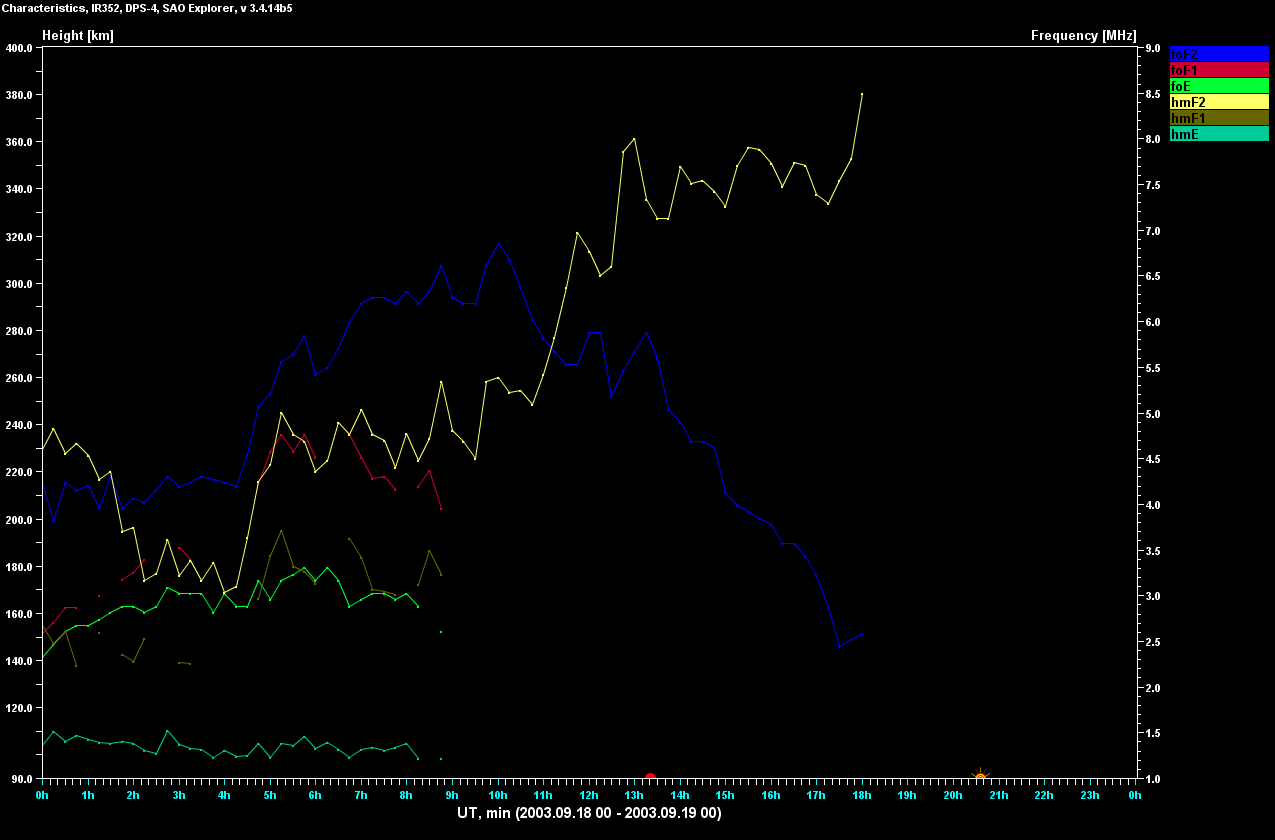 Characteristics, IR352, DPS-4, SAO Explorer, v 3.4.14b5
Height [km] Frequency [MHz]
400.0 9.0 foF2
foF1
foE
380.0 8.5
hmF2
hmF1
hmE
360.0 8.0
340.0 7.5
320.0 7.0
300.0 6.5
280.0 6.0
260.0 5.5
240.0 5.0
220.0 4.5
200.0 4.0
180.0 3.5
160.0 3.0
140.0 2.5
120.0 2.0
1.5
90.0 1.0
0h 1h 2h 3h 4h 5h 6h 7h 8h 9h 10h 11h 12h 13h 14h 15h 16h 17h 18h 19h 20h 21h 22h 23h 0h
UT, min (2003.09.18 00 - 2003.09.19 00)